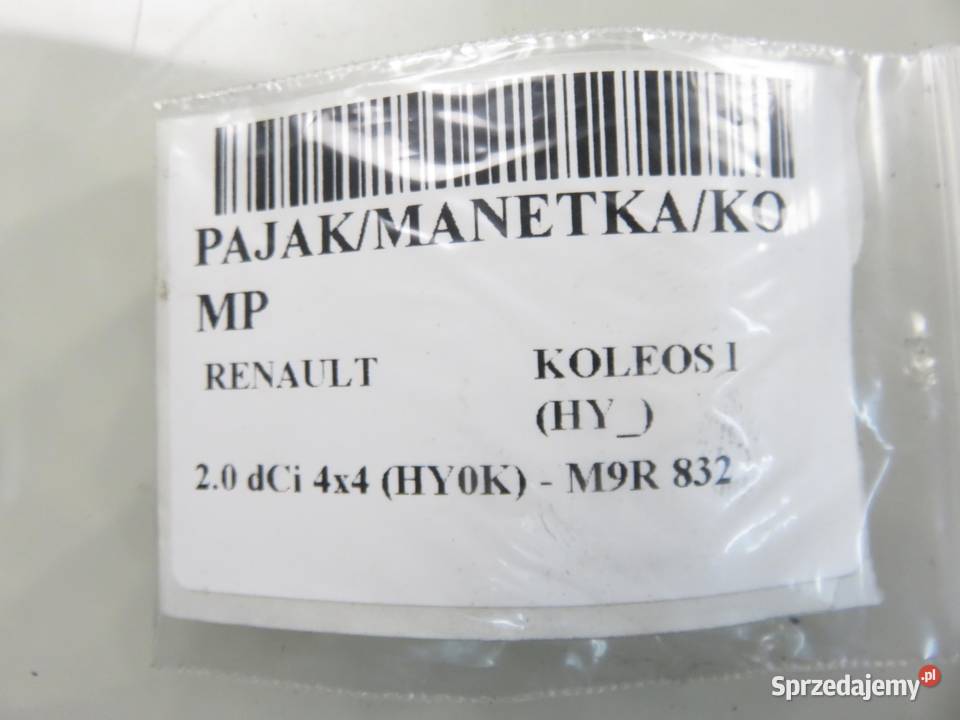 PAJAK/MANETKA/KO
MP
RENAULT KOLEOS I
(HY_)
2.0 dCi 4x4 (HY0K) - M9R 832
Sprzedajemy.pl